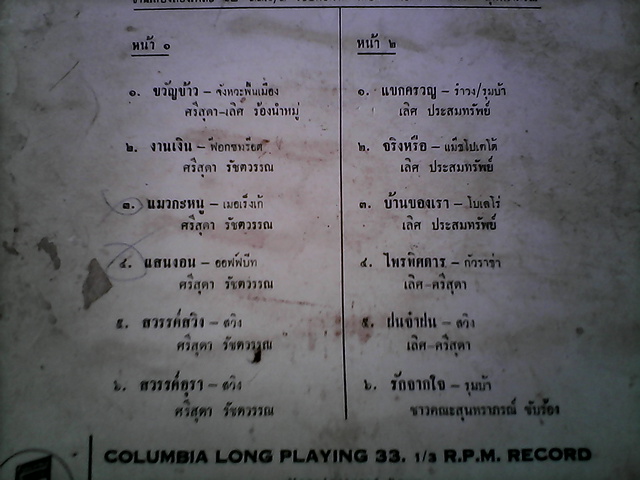 หน้า ๑
๑. ขวัญข้าว – จังหวะพื้นเมือง
ศรีสุดา–เลิศ ร้องนำหมู่
๒. งานเงิน – ฟอกซทรอต
ศรีสุดา รัชตวรรณ
๓. แมวกะหนู – เมอเร็งเก้
ศรีสุดา รัชตวรรณ
๔. แสนงอน – ออฟฟ์บีท
ศรีสุดา รัชตวรรณ
๕. สวรรค์สวิง – สวิง
ศรีสุดา รัชตวรรณ
๖. สวรรค์อุรา – สวิง
ศรีสุดา รัชตวรรณ
หน้า ๒
๑. แขกครวญ – รำวง/รุมบ้า
เลิศ ประสมทรัพย์
๒. จริงหรือ – แม็ชโปเตโต้
เลิศ ประสมทรัพย์
๓. บ้านของเรา – โบเลโร่
เลิศ ประสมทรัพย์
๔. ไพรพิศดาร – กัวราช่า
เลิศ–ศรีสุดา
๕. ฝนจ๋าฝน – สวิง
เลิศ–ศรีสุดา
๖. รักจากใจ – รุมบ้า
ชาวคณะสุนทราภรณ์ ขับร้อง
COLUMBIA LONG PLAYING 33. 1/3 R.P.M. RECORD